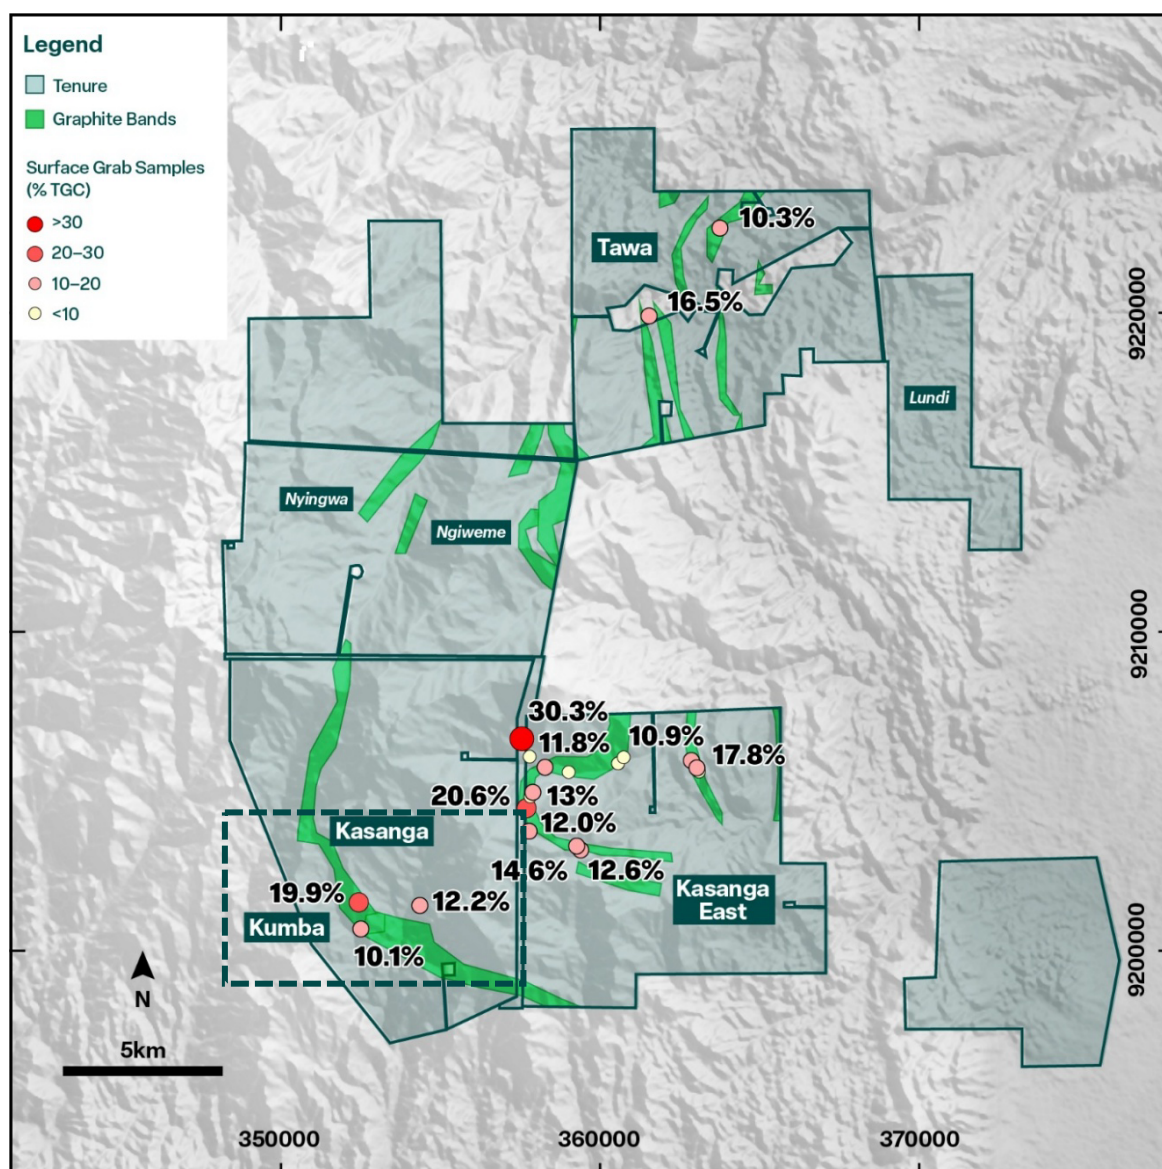 Legend
Tenure
Graphite Bands
Surface Grab Samples
(% TGC)
>30
20–30
10–20
<10
10.3%
Tawa
16.5%
9220000
Lundi
Nyingwa
Ngiweme
9210000
30.3%
11.8%
10.9%
17.8%
20.6%
13%
12.0%
Kasanga
14.6%
12.6%
19.9%
12.2%
Kasanga
East
Kumba
10.1%
9200000
N
5km
350000
360000
370000